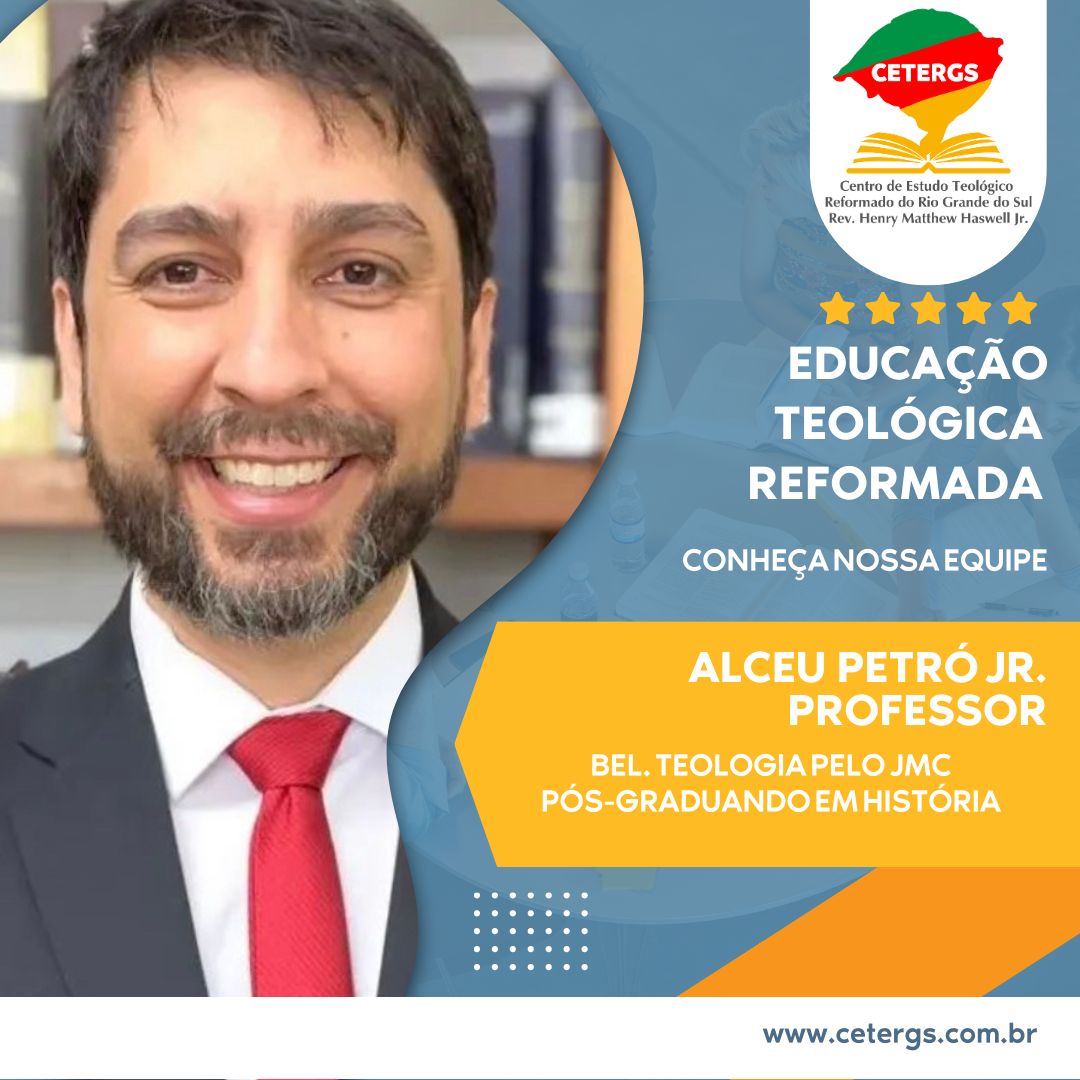 CETERGS
Centro de Estudo Teológico
Reformado do Rio Grande do Sul
Rev. Henry Matthew Haswell Jr.
EDUCAÇÃO
TEOLÓGICA
REFORMADA
CONHEÇA NOSSA EQUIPE
ALCEU PETRÓ JR.
PROFESSOR
BEL. TEOLOGIA PELO JMC
PÓS-GRADUANDO EM HISTÓRIA
www.cetergs.com.br